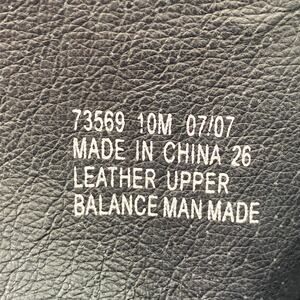 73569 10M 07/07
MADE IN CHINA 26
LEATHER UPPER
BALANCE MAN MADE